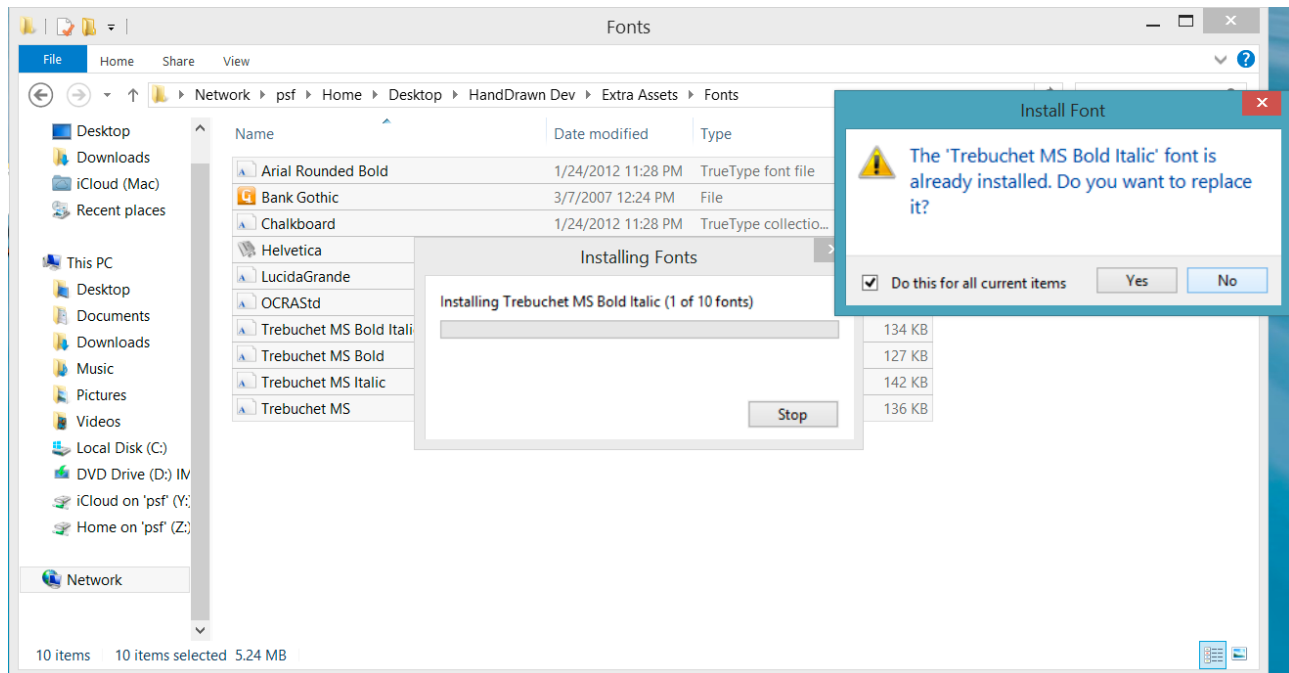 Fonts
File Home Share View
Network Home Desktop HandDrawn Dev Extra Assets Fonts
psf
Desktop
Downloads
iCloud (Mac)
Recent places
This PC
Desktop
Documents
Downloads
Music
Pictures
Videos
Local Disk (C:)
DVD Drive (D:) IM
iCloud on 'psf' (Y:)
Home on 'psf' (Z:)
Network
Name Date modified Type
Arial Rounded Bold 1/24/2012 11:28 PM TrueType font file
Bank Gothic 3/7/2007 12:24 PM File
Chalkboard 1/24/2012 11:28 PM TrueType collectio...
Helvetica
LucidaGrande
OCRAStd
Trebuchet MS Bold Itali 134 KB
Trebuchet MS Bold 127 KB
Trebuchet MS Italic 142 KB
Trebuchet MS 136 KB
Installing Fonts
Installing Trebuchet MS Bold Italic (1 of 10 fonts)
Stop
Install Font
The 'Trebuchet MS Bold Italic' font is
already installed. Do you want to replace
it?
Do this for all current items Yes No
10 items 10 items selected 5.24 MB